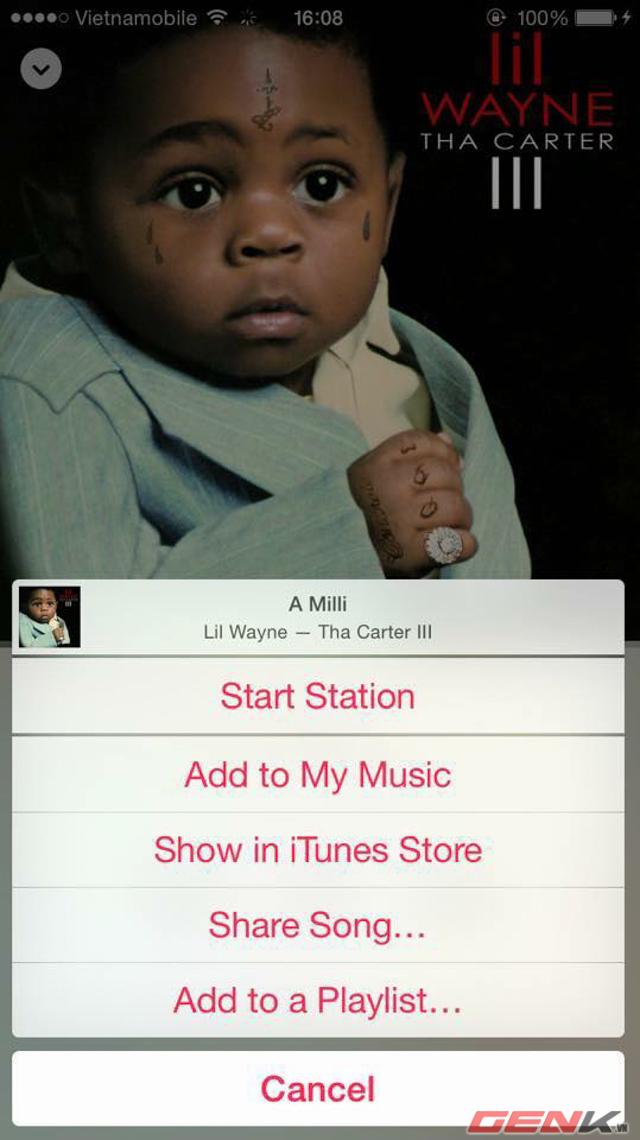 Vietnamobile 16:08 100%
lil
WAYNE
THA CARTER
III
A Milli
Lil Wayne — Tha Carter III
Start Station
Add to My Music
Show in iTunes Store
Share Song...
Add to a Playlist...
Cancel
GENK